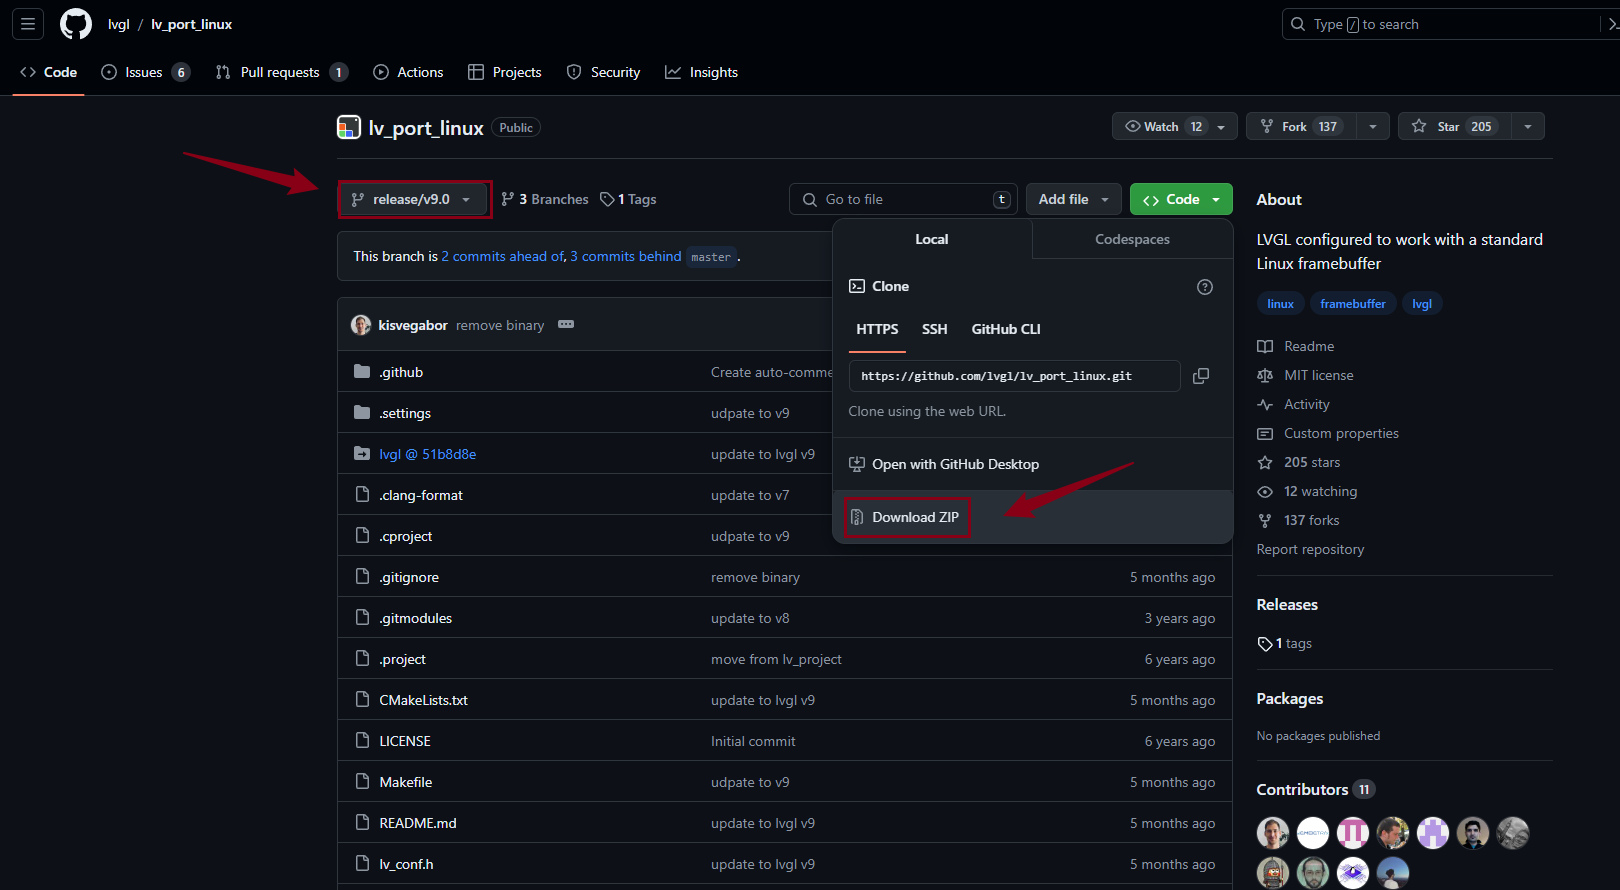 lvgl / lv_port_linux
Type / to search
Code
Issues 6
Pull requests 1
Actions
Projects
Security
Insights
lv_port_linux Public
Watch 12
Fork 137
Star 205
release/v9.0
3 Branches
1 Tags
Go to file t
Add file
Code
This branch is 2 commits ahead of, 3 commits behind master .
kisvegabor remove binary
.github Create auto-comme
.settings udpate to v9
lvgl @ 51b8d8e update to lvgl v9
.clang-format update to v7
.cproject udpate to v9
.gitignore remove binary 5 months ago
.gitmodules update to v8 3 years ago
.project move from lv_project 6 years ago
CMakeLists.txt update to lvgl v9 5 months ago
LICENSE Initial commit 6 years ago
Makefile udpate to v9 5 months ago
README.md update to lvgl v9 5 months ago
lv_conf.h update to lvgl v9 5 months ago
Local
Codespaces
Clone
HTTPS SSH GitHub CLI
https://github.com/lvgl/lv_port_linux.git
Clone using the web URL.
Open with GitHub Desktop
Download ZIP
About
LVGL configured to work with a standard
Linux framebuffer
linux framebuffer lvgl
Readme
MIT license
Activity
Custom properties
205 stars
12 watching
137 forks
Report repository
Releases
1 tags
Packages
No packages published
Contributors 11